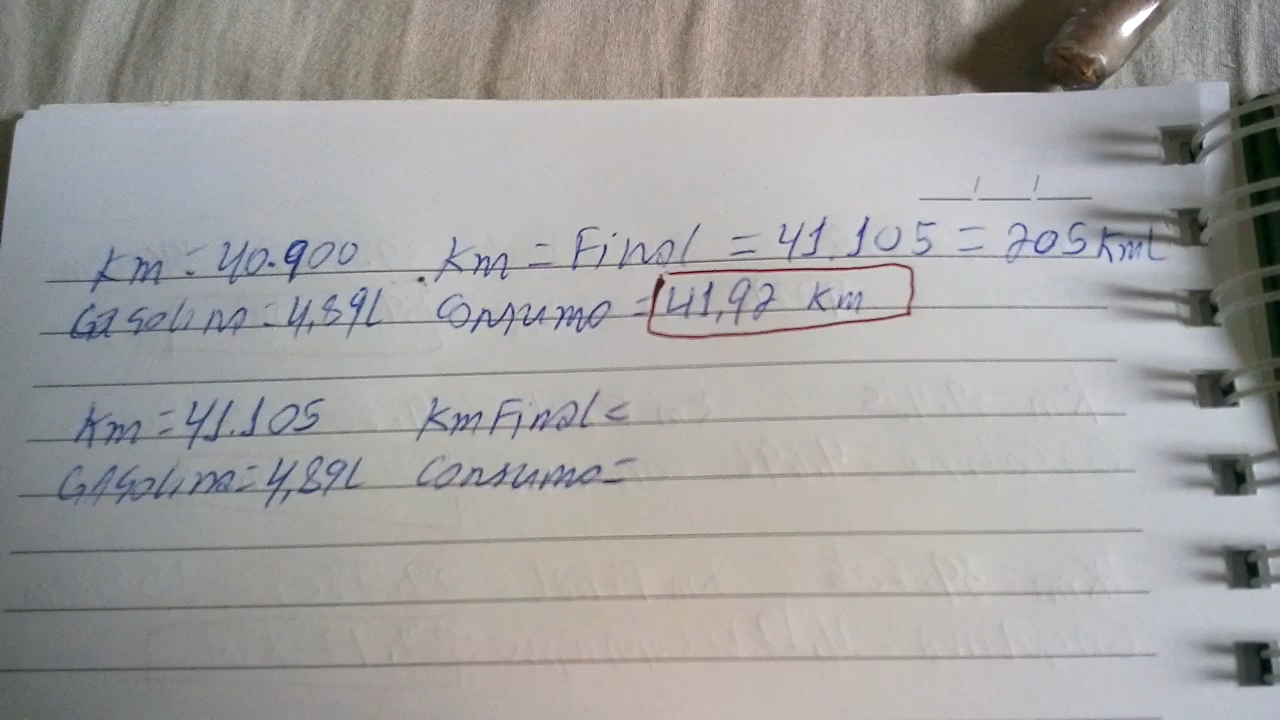 Km = 40.900 . Km = Final = 41.105 = 205 Kml
Gasolina = 4,89L Consumo = 41,92 Km
Km = 41.105 Km Final =
Gasolina = 4,89L Consumo =